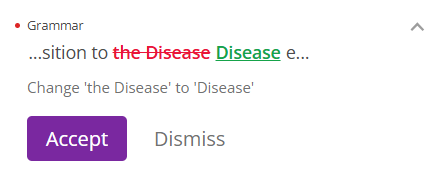 Grammar
...sition to the Disease Disease e...
Change 'the Disease' to 'Disease'
Accept Dismiss